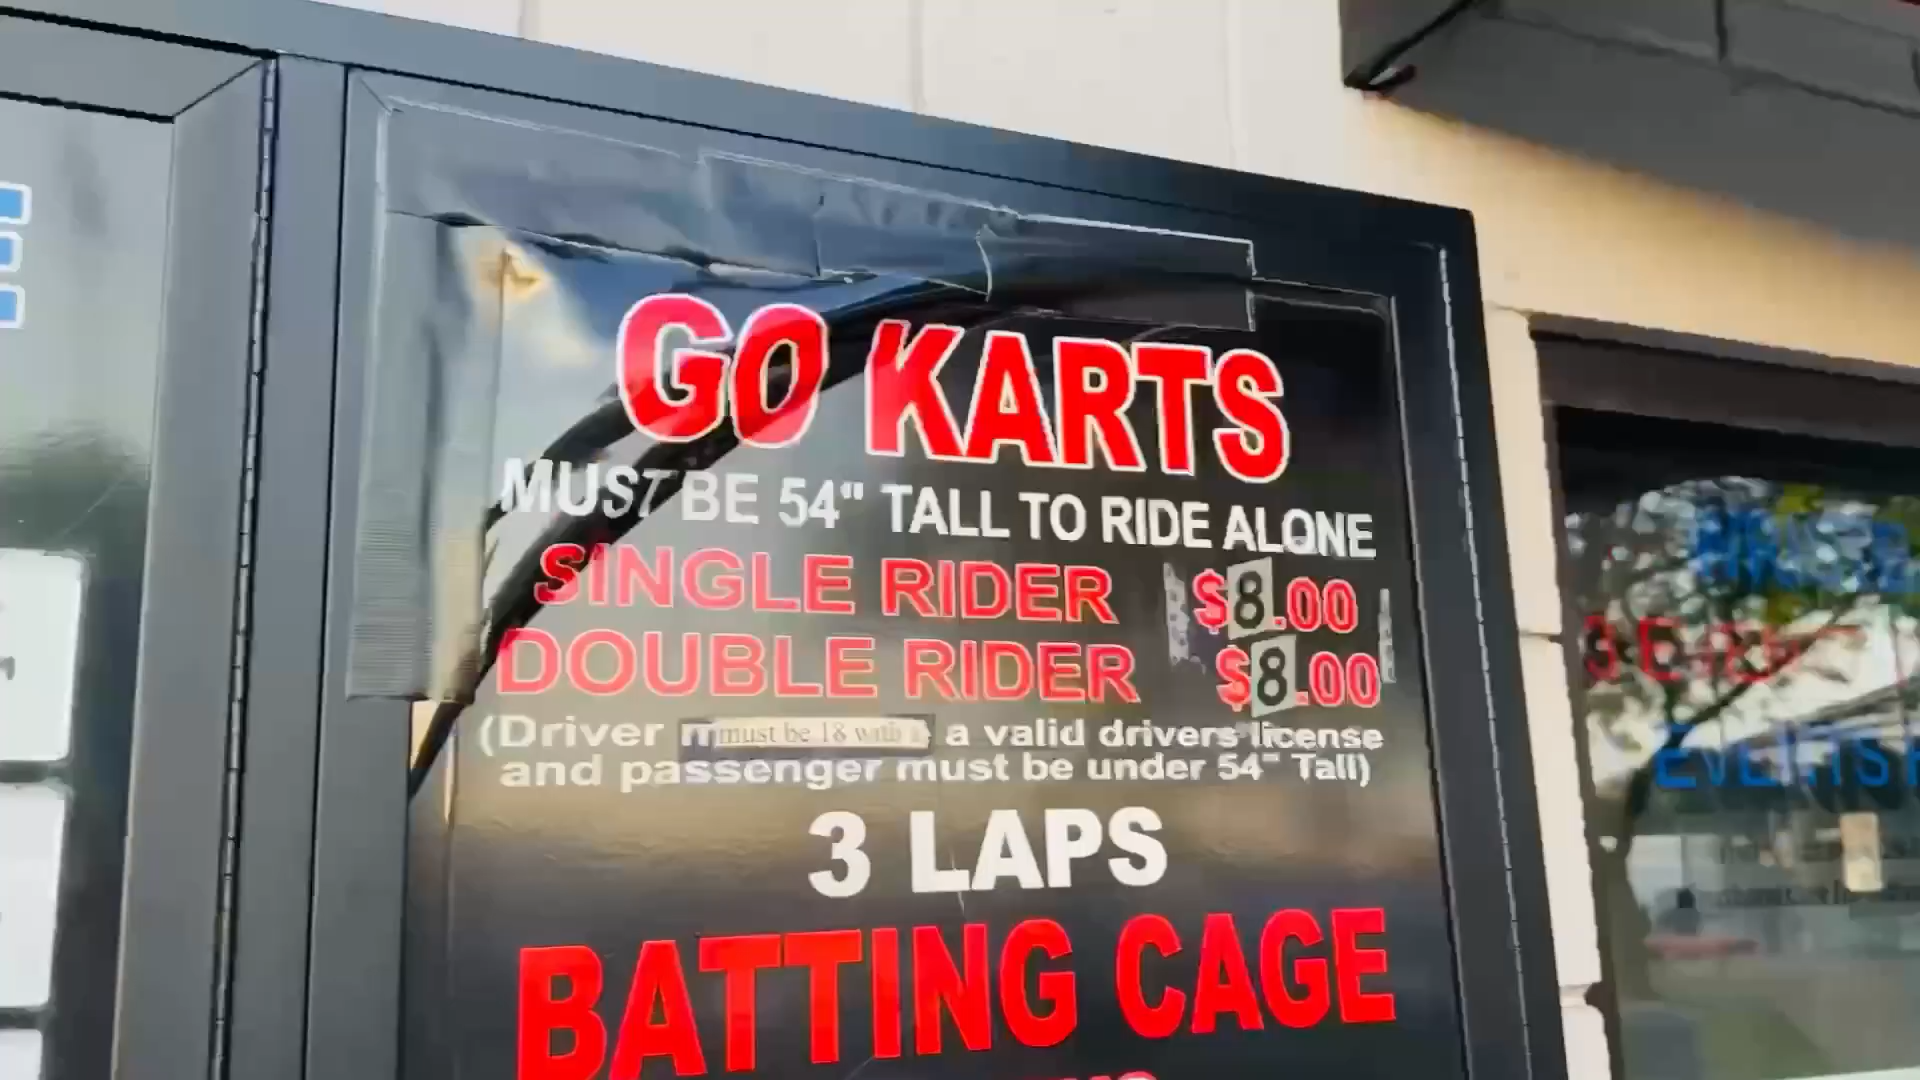 GO KARTS
MUST BE 54" TALL TO RIDE ALONE
SINGLE RIDER $8.00
DOUBLE RIDER $8.00
(Driver must be 18 with a valid drivers license
and passenger must be under 54" Tall)
3 LAPS
BATTING CAGE
EVENTS